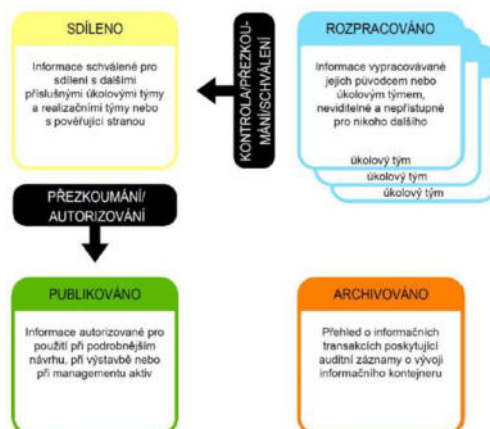 SDÍLENO
Informace schválené pro
sdílení s dalšími
příslušnými úkolovými týmy
a realizačními týmy nebo
s pověřující stranou
KONTROLA/PŘEZKOU-
MÁNÍ/SCHVÁLENÍ
ROZPRACOVÁNO
Informace vypracovávané
jejich původcem nebo
úkolovým týmem,
neviditelné a nepřístupné
pro nikoho dalšího
úkolový tým
úkolový tým
úkolový tým
PŘEZKOUMÁNÍ/
AUTORIZOVÁNÍ
PUBLIKOVÁNO
Informace autorizované pro
použití při podrobnějším
návrhu, při výstavbě nebo
při managementu aktiv
ARCHIVOVÁNO
Přehled o informačních
transakcích poskytující
auditní záznamy o vývoji
informačního kontejneru